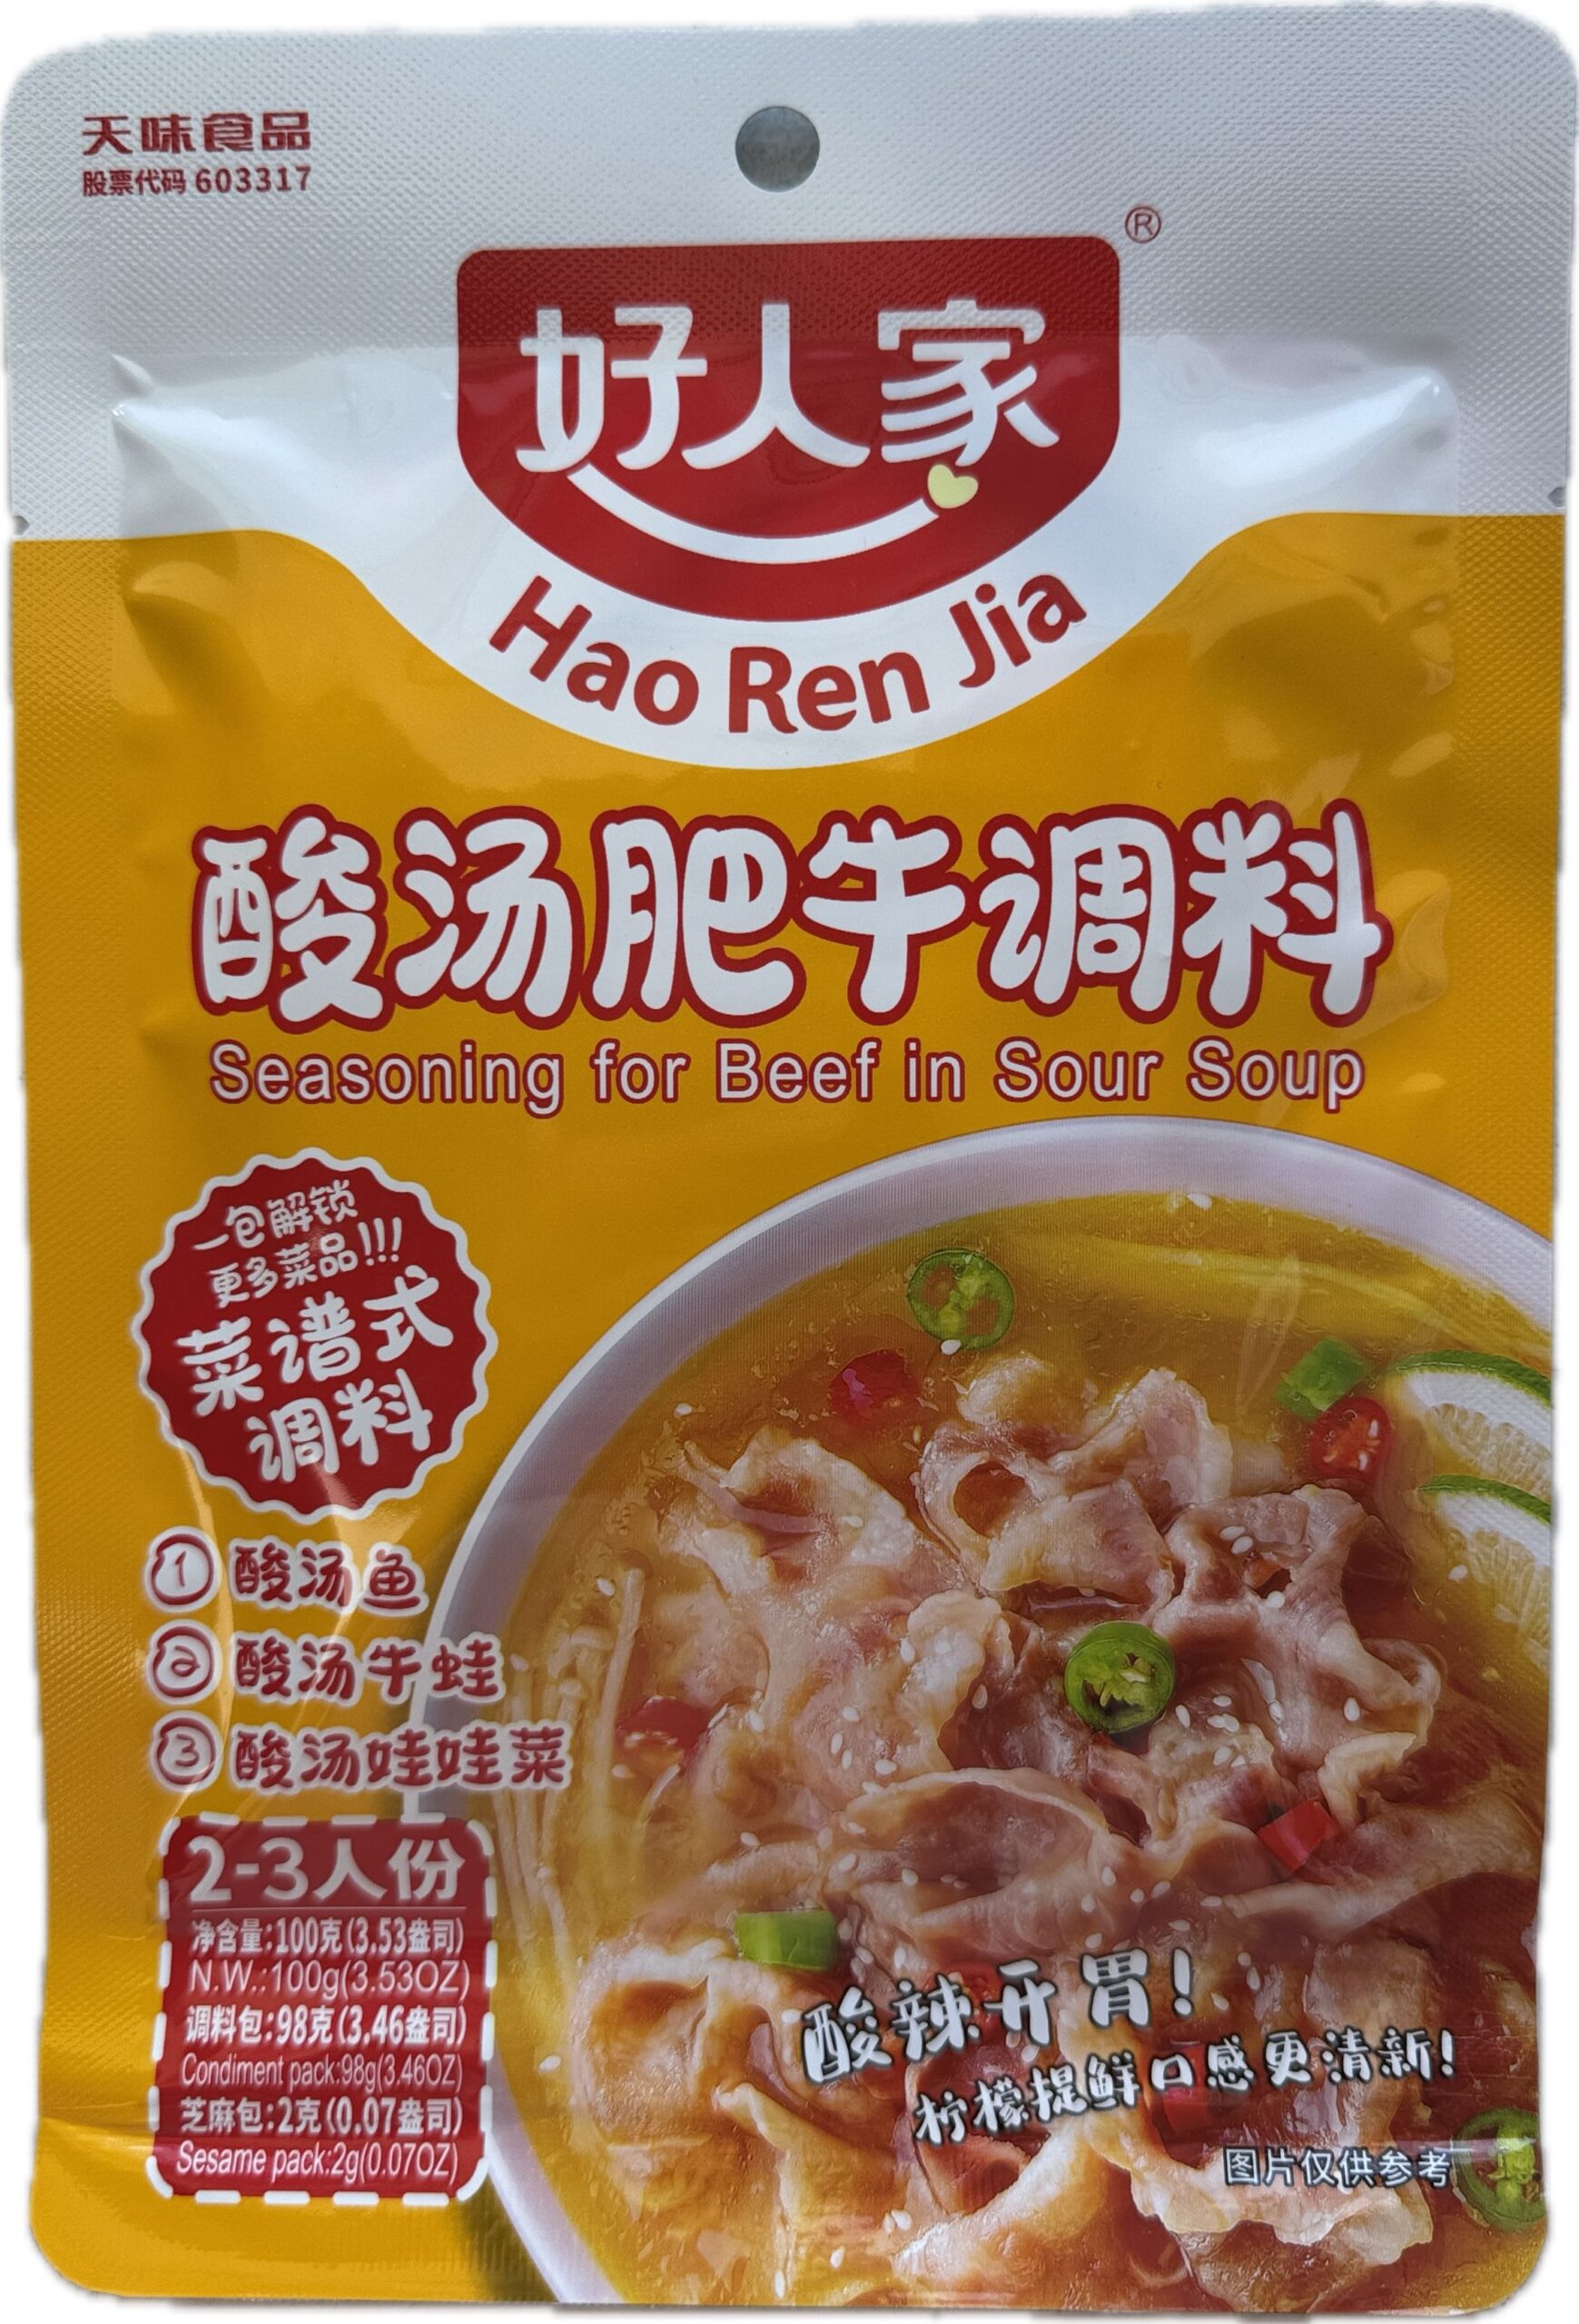 天味食品
股票代码 603317
®
好人家
Hao Ren Jia
酸汤肥牛调料
Seasoning for Beef in Sour Soup
一包解锁
更多菜品!!!
菜谱式
调料
1 酸汤鱼
2 酸汤牛蛙
3 酸汤娃娃菜
2-3人份
净含量:100克(3.53盎司)
N.W.:100g(3.53OZ)
调料包:98克(3.46盎司)
Condiment pack:98g(3.46OZ)
芝麻包:2克(0.07盎司)
Sesame pack:2g(0.07OZ)
酸辣开胃!
柠檬提鲜口感更清新!
图片仅供参考